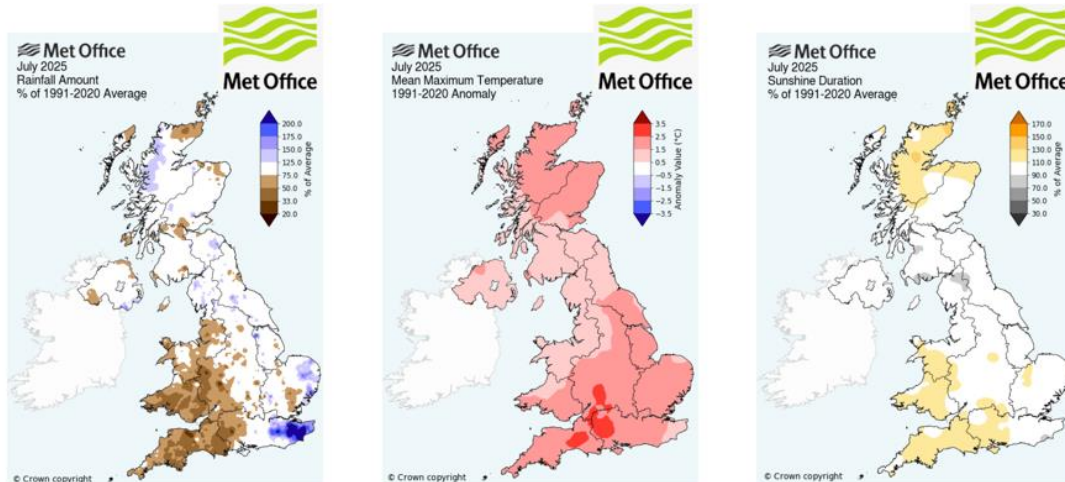 Met Office
Met Office
July 2025
Rainfall Amount
% of 1991-2020 Average
200.0
175.0
150.0
125.0
75.0
50.0
33.0
20.0
% of Average
© Crown copyright
Met Office
Met Office
July 2025
Mean Maximum Temperature
1991-2020 Anomaly
3.5
2.5
1.5
0.5
−0.5
−1.5
−2.5
−3.5
Anomaly Value (°C)
© Crown copyright
Met Office
Met Office
July 2025
Sunshine Duration
% of 1991-2020 Average
170.0
150.0
130.0
110.0
90.0
70.0
50.0
30.0
% of Average
© Crown copyright